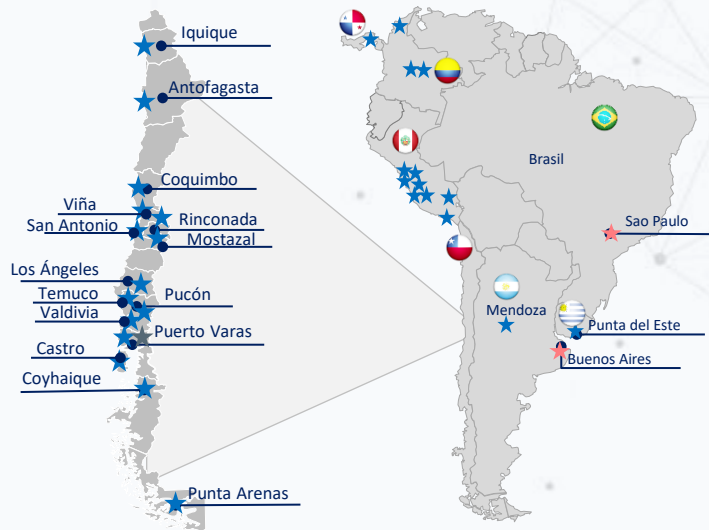 Iquique
Antofagasta
Coquimbo
Viña
San Antonio
Rinconada
Mostazal
Los Ángeles
Temuco
Pucón
Valdivia
Puerto Varas
Castro
Coyhaique
Punta Arenas
Brasil
Sao Paulo
Mendoza
Punta del Este
Buenos Aires